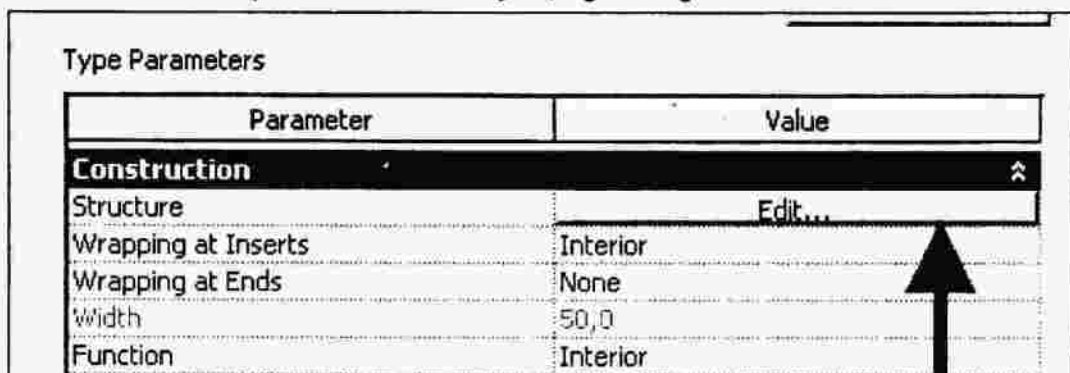 Type Parameters
Parameter Value
Construction
Structure Edit...
Wrapping at Inserts Interior
Wrapping at Ends None
Width 50,0
Function Interior